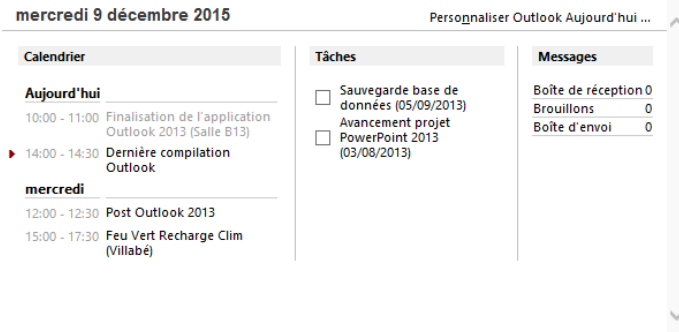 mercredi 9 décembre 2015
Personnaliser Outlook Aujourd'hui ...
Calendrier
Aujourd'hui
10:00 - 11:00 Finalisation de l'application
Outlook 2013 (Salle B13)
14:00 - 14:30 Dernière compilation
Outlook
mercredi
12:00 - 12:30 Post Outlook 2013
15:00 - 17:30 Feu Vert Recharge Clim
(Villabé)
Tâches
Sauvegarde base de
données (05/09/2013)
Avancement projet
PowerPoint 2013
(03/08/2013)
Messages
Boîte de réception 0
Brouillons 0
Boîte d'envoi 0